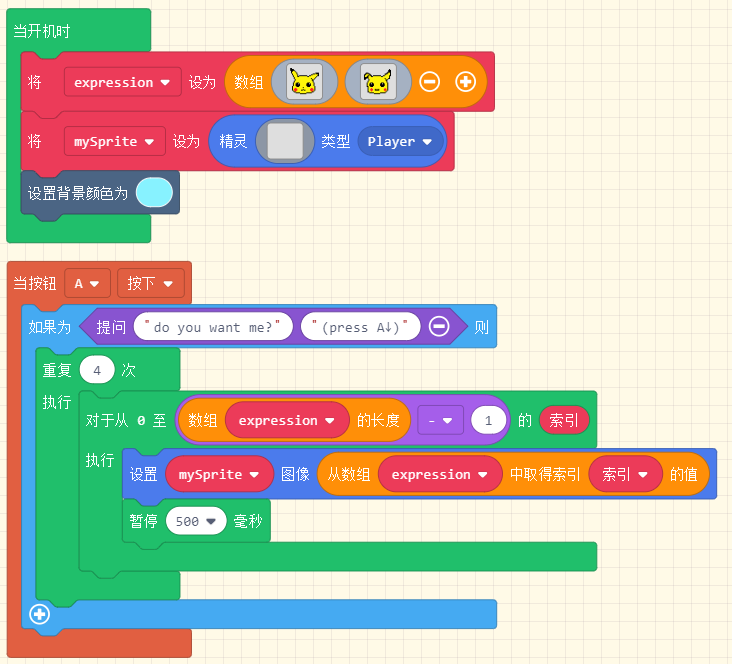 当开机时
将 expression 设为 数组
将 mySprite 设为 精灵 类型 Player
设置背景颜色为
当按钮 A 按下
如果为 提问 "do you want me?" "(press A↓)" 则
重复 4 次
执行
对于从 0 至 数组 expression 的长度 - 1 的 索引
执行
设置 mySprite 图像 从数组 expression 中取得索引 索引 的值
暂停 500 毫秒